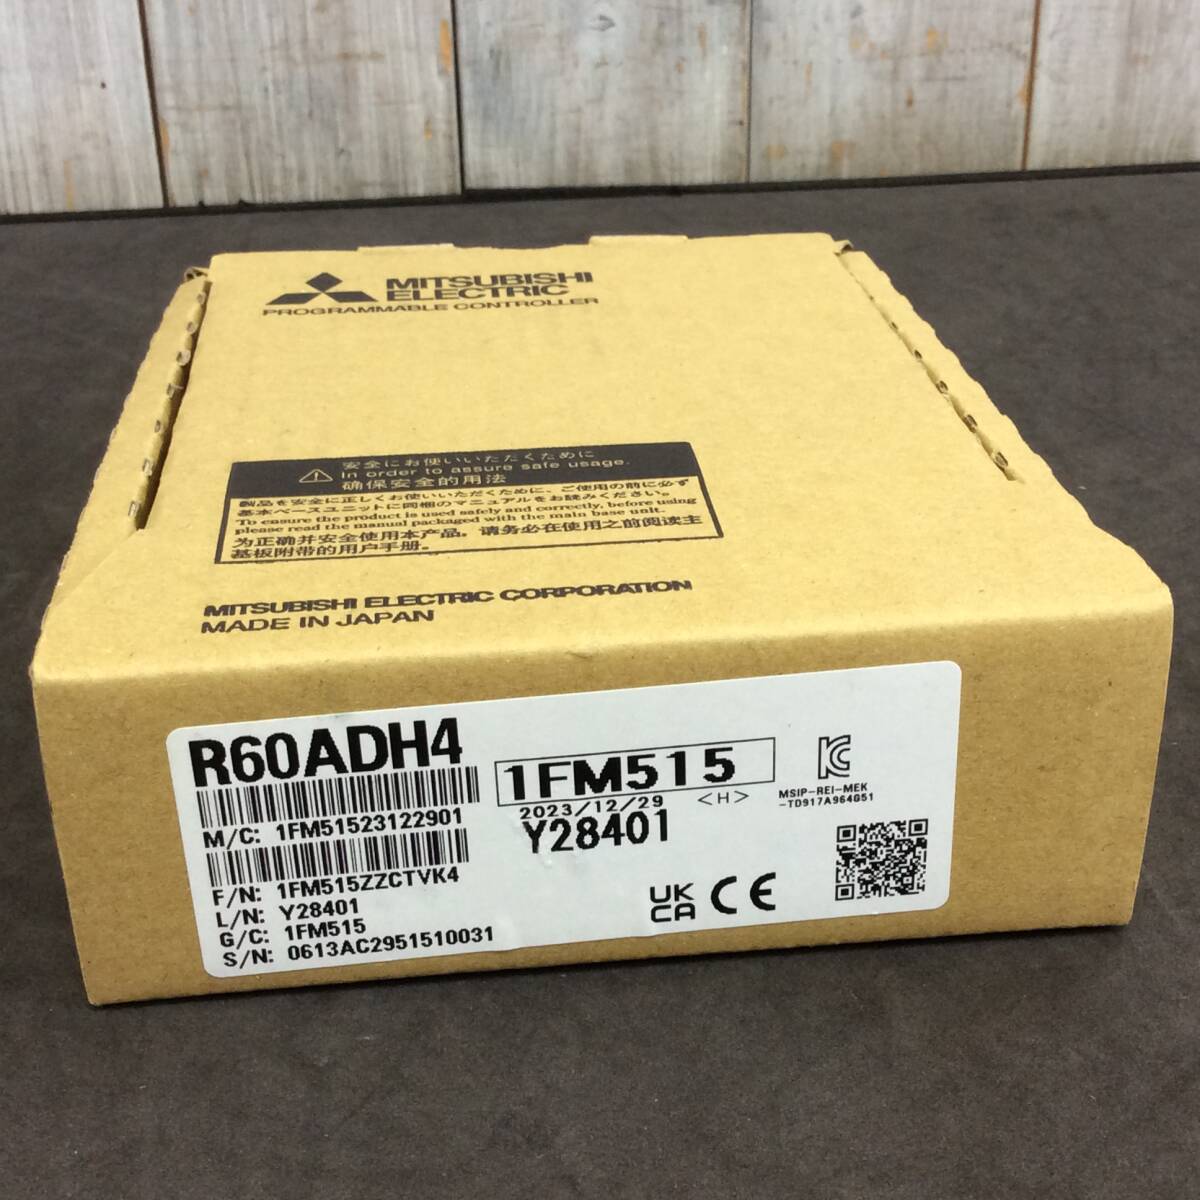 MITSUBISHI
ELECTRIC
PROGRAMMABLE CONTROLLER
安全にお使いいただくために
In order to assure safe usage.
确保安全的用法
製品を安全に正しくお使いいただくために、ご使用の前に必ず
基本ベースユニットに同梱のマニュアルをお読みください。
To ensure the product is used safely and correctly, before using
please read the manual packaged with the main base unit.
为正确并安全使用本产品，请务必在使用之前阅读主
基板附带的用户手册。
MITSUBISHI ELECTRIC CORPORATION
MADE IN JAPAN
R60ADH4
M/C: 1FM51523122901
F/N: 1FM515ZZCTVK4
L/N: Y28401
G/C: 1FM515
S/N: 0613AC2951510031
1FM515
2023/12/29 <H>
Y28401
MSIP-REI-MEK
-TD917A964G51
UK
CA CE